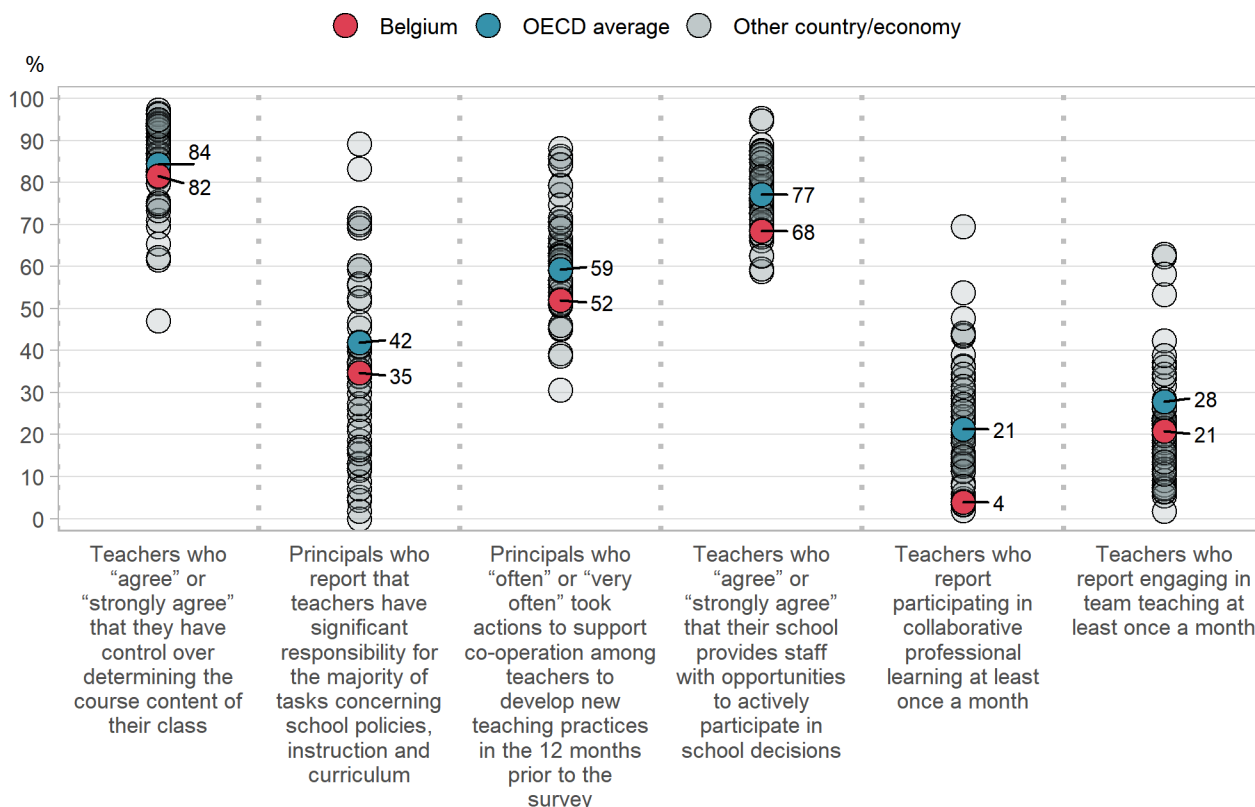 Belgium OECD average Other country/economy
%
100
90
80
70
60
50
40
30
20
10
0
84
82
42
35
59
52
77
68
21
4
28
21
Teachers who
“agree” or
“strongly agree”
that they have
control over
determining the
course content of
their class
Principals who
report that
teachers have
significant
responsibility for
the majority of
tasks concerning
school policies,
instruction and
curriculum
Principals who
“often” or “very
often” took
actions to support
co-operation among
teachers to
develop new
teaching practices
in the 12 months
prior to the
survey
Teachers who
“agree” or
“strongly agree”
that their school
provides staff
with opportunities
to actively
participate in
school decisions
Teachers who
report
participating in
collaborative
professional
learning at least
once a month
Teachers who
report engaging in
team teaching at
least once a month